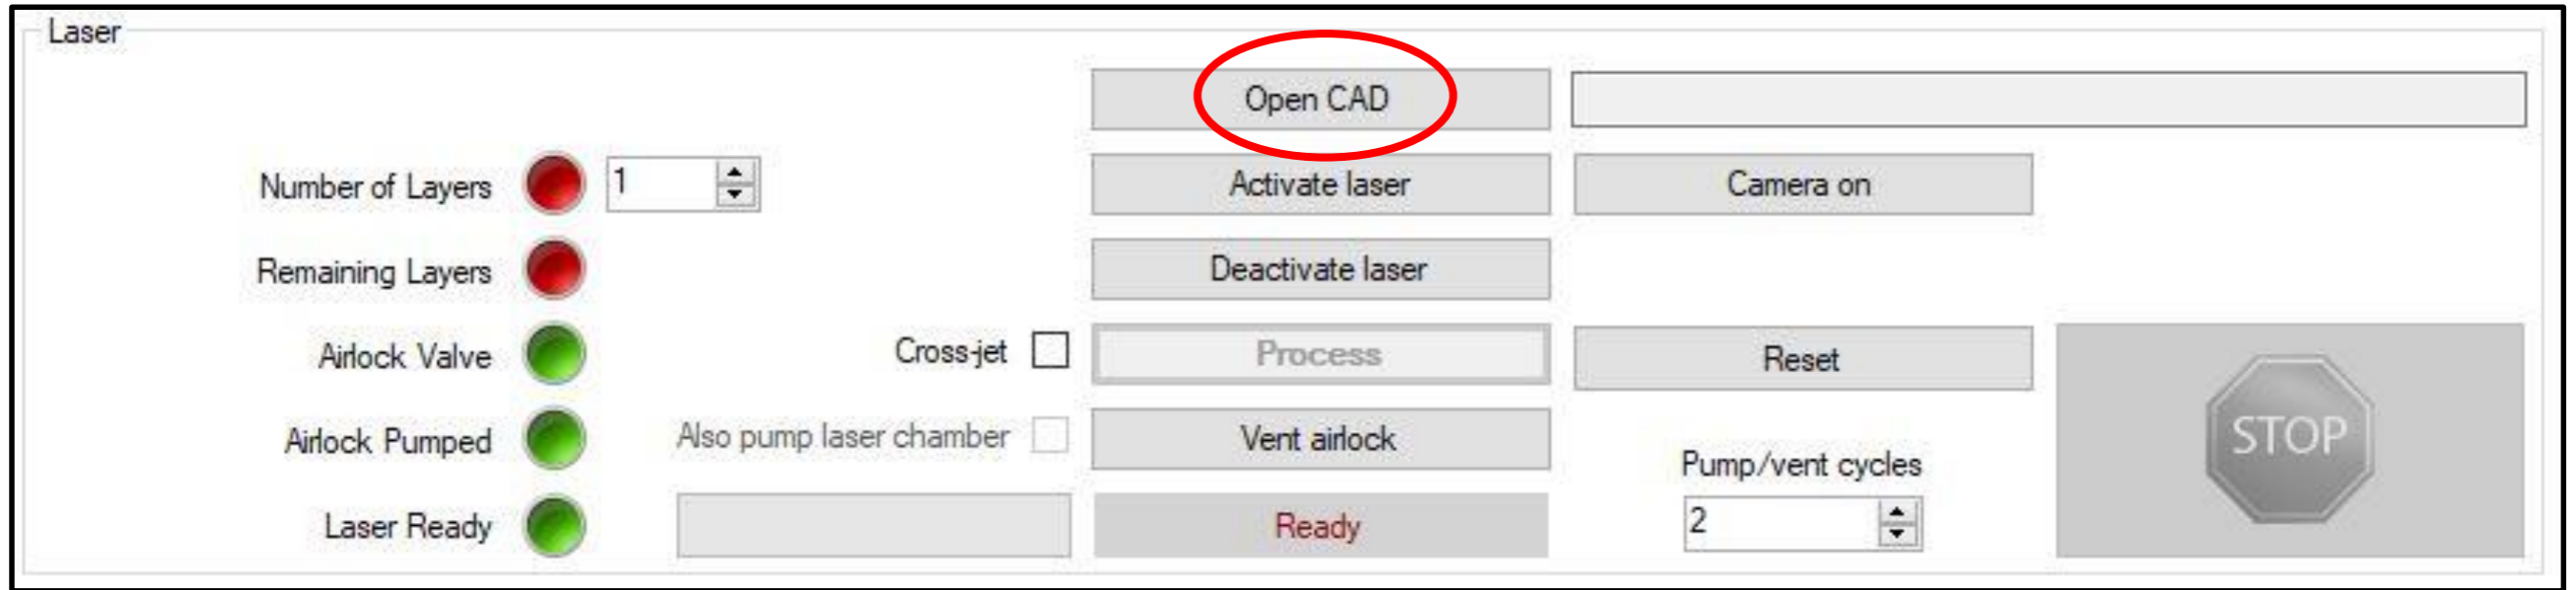 Laser
Open CAD
Number of Layers 1 Activate laser Camera on
Remaining Layers Deactivate laser
Airlock Valve Cross-jet Process Reset
Airlock Pumped Also pump laser chamber Vent airlock STOP
Pump/vent cycles
Laser Ready Ready 2